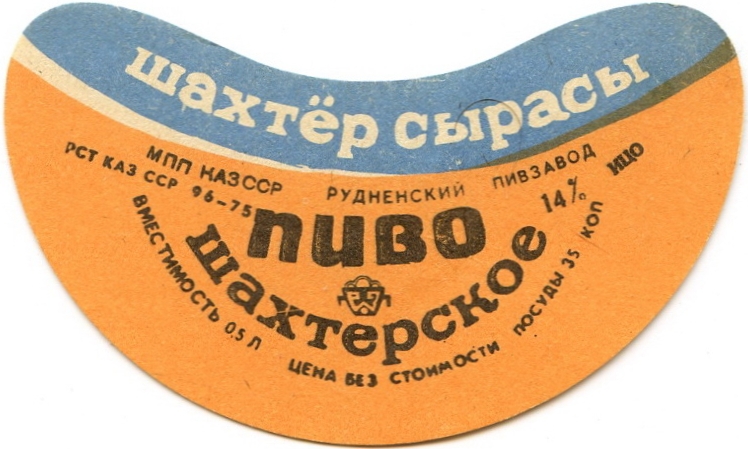 шахтёр сырасы
МПП КАЗССР РУДНЕНСКИЙ ПИВЗАВОД ИЦО
РСТ КАЗ ССР 96-75
14%
пиво
шахтерское
ВМЕСТИМОСТЬ 0,5 Л ЦЕНА БЕЗ СТОИМОСТИ ПОСУДЫ 35 КОП